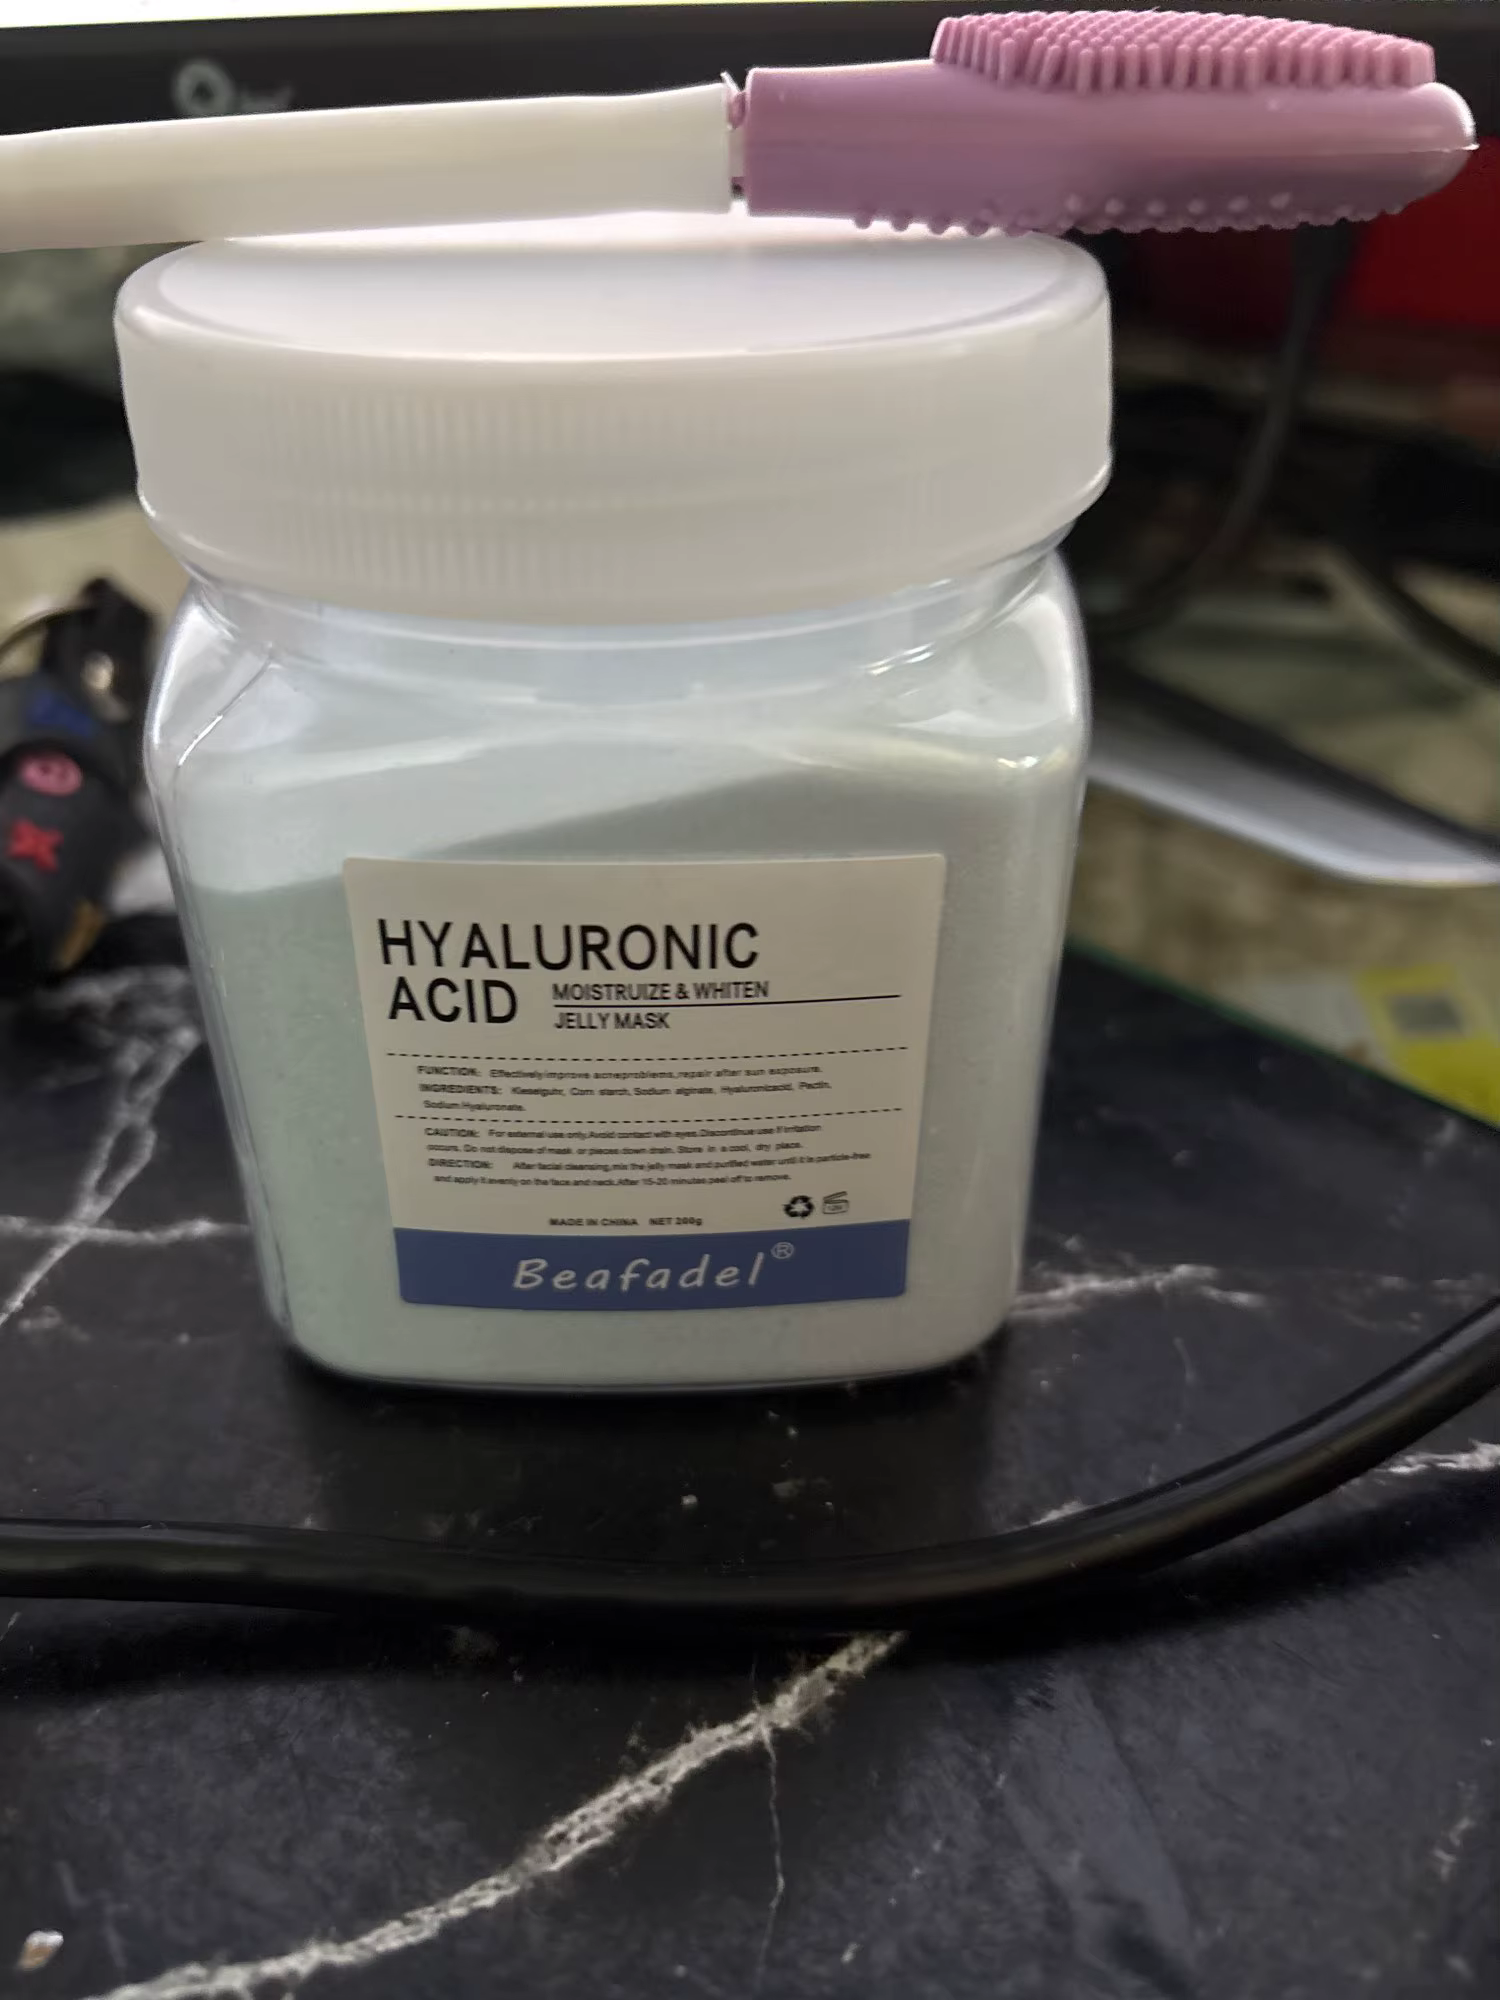 HYALURONIC
ACID MOISTRUIZE & WHITEN
JELLY MASK
FUNCTION: Effectively improve acneproblems,repair after sun exposure.
INGREDIENTS: Kieselguhr, Corn starch, Sodium alginate, Hyaluronicacid, Pectin,
Sodium Hyaluronate.
CAUTION: For external use only.Avoid contact with eyes.Discontinue use if irritation
occurs. Do not dispose of mask or pieces down drain. Store in a cool, dry place.
DIRECTION: After facial cleansing,mix the jelly mask and purified water until it is particle-free
and apply it evenly on the face and neck.After 15-20 minutes peel off to remove.
MADE IN CHINA NET 200g
Beafadel®